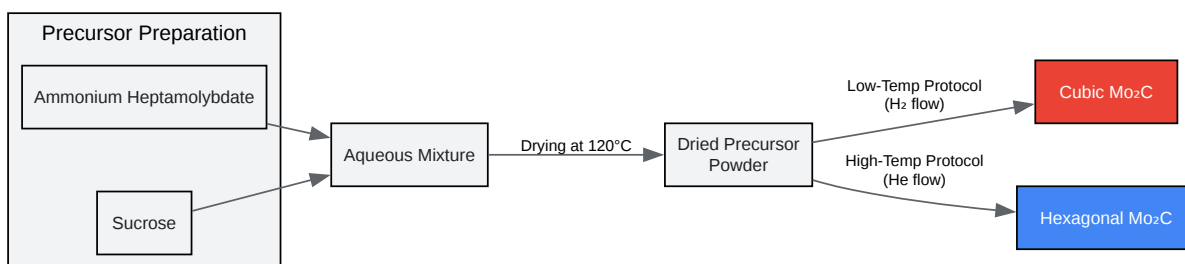 Precursor Preparation
Ammonium Heptamolybdate
Sucrose
Aqueous Mixture
Drying at 120°C
Dried Precursor
Powder
Low-Temp Protocol
(H₂ flow)
High-Temp Protocol
(He flow)
Cubic Mo₂C
Hexagonal Mo₂C